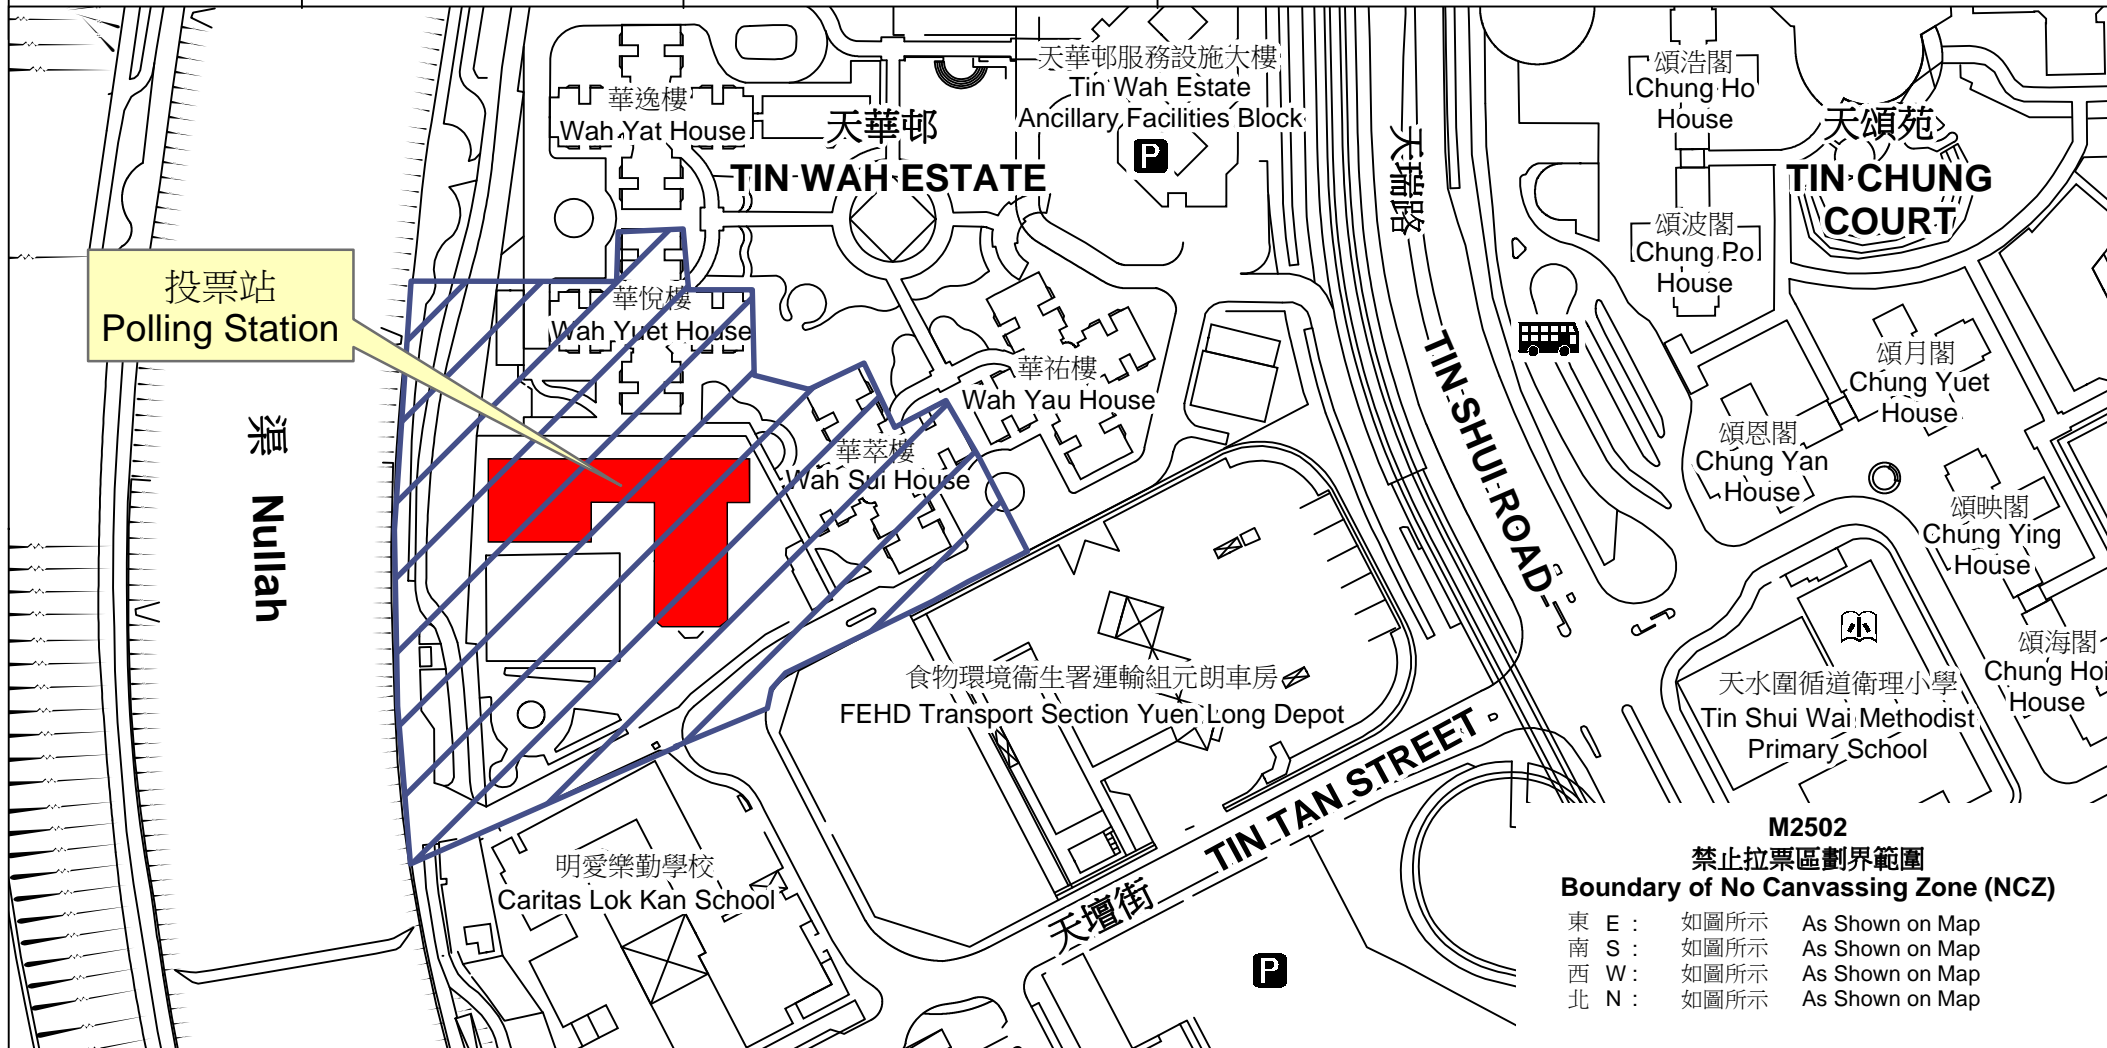 天華邨服務設施大樓
Tin Wah Estate
Ancillary Facilities Block
P
華逸樓
Wah Yat House
天華邨
TIN WAH ESTATE
天瑞路
TIN SHUI ROAD
頌浩閣
Chung Ho
House
天頌苑
TIN CHUNG
COURT
頌波閣
Chung Po
House
投票站
Polling Station
華悅樓
Wah Yuet House
華祐樓
Wah Yau House
華萃樓
Wah Sui House
頌月閣
Chung Yuet
House
頌恩閣
Chung Yan
House
頌映閣
Chung Ying
House
頌海閣
Chung Hoi
House
渠
Nullah
食物環境衞生署運輸組元朗車房
FEHD Transport Section Yuen Long Depot
天水圍循道衞理小學
Tin Shui Wai Methodist
Primary School
明愛樂勤學校
Caritas Lok Kan School
天壇街
TIN TAN STREET
P
M2502
禁止拉票區劃界範圍
Boundary of No Canvassing Zone (NCZ)
東 E : 如圖所示 As Shown on Map
南 S : 如圖所示 As Shown on Map
西 W : 如圖所示 As Shown on Map
北 N : 如圖所示 As Shown on Map